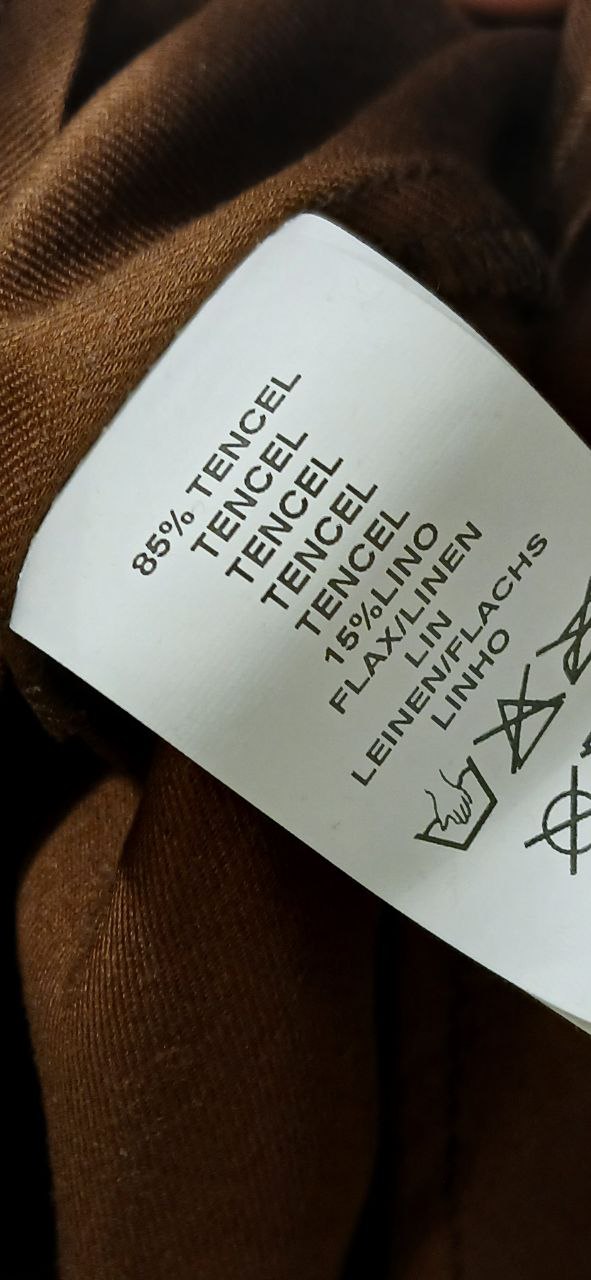 85% TENCEL
TENCEL
TENCEL
TENCEL
TENCEL
15%LINO
FLAX/LINEN
LIN
LEINEN/FLACHS
LINHO